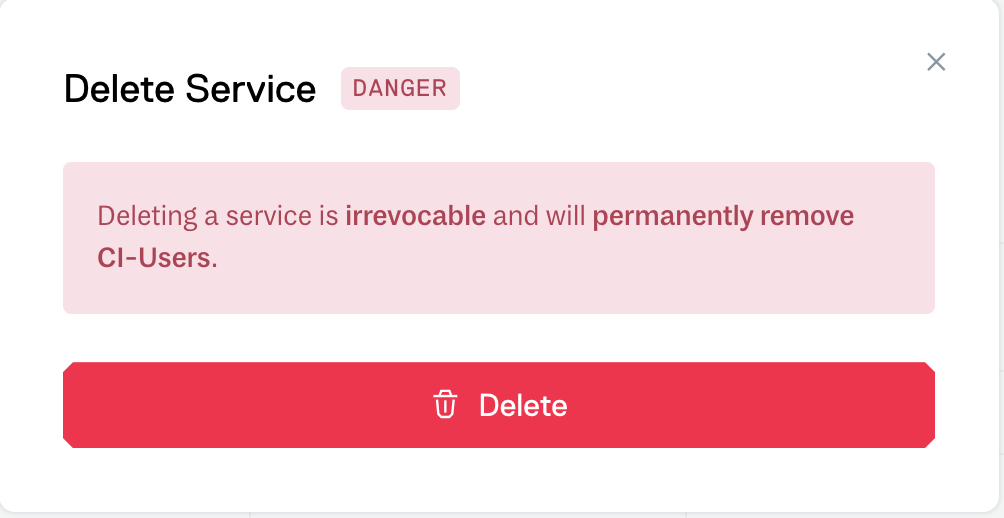 Delete Service DANGER
Deleting a service is irrevocable and will permanently remove
CI-Users.
Delete